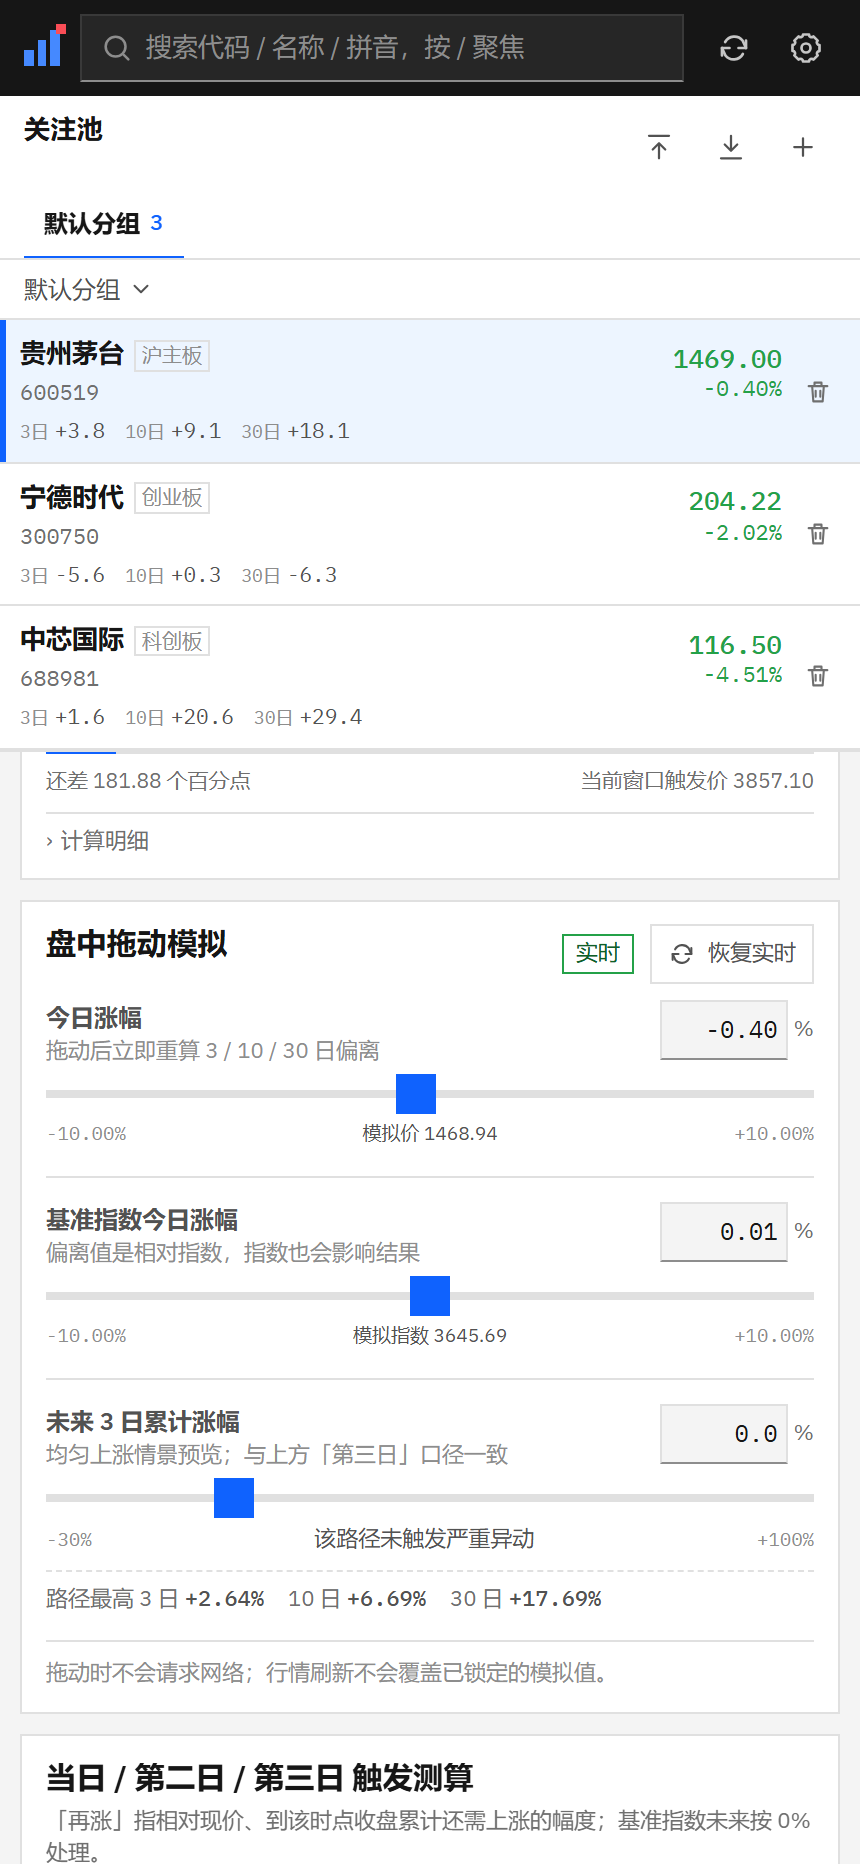 搜索代码 / 名称 / 拼音，按 / 聚焦
关注池
默认分组 3
默认分组
贵州茅台 沪主板
1469.00
600519
-0.40%
3日 +3.8 10日 +9.1 30日 +18.1
宁德时代 创业板
204.22
300750
-2.02%
3日 -5.6 10日 +0.3 30日 -6.3
中芯国际 科创板
116.50
688981
-4.51%
3日 +1.6 10日 +20.6 30日 +29.4
还差 181.88 个百分点 当前窗口触发价 3857.10
› 计算明细
盘中拖动模拟 实时 恢复实时
今日涨幅
-0.40 %
拖动后立即重算 3 / 10 / 30 日偏离
-10.00% 模拟价 1468.94 +10.00%
基准指数今日涨幅
0.01 %
偏离值是相对指数，指数也会影响结果
-10.00% 模拟指数 3645.69 +10.00%
未来 3 日累计涨幅
0.0 %
均匀上涨情景预览；与上方「第三日」口径一致
-30% 该路径未触发严重异动 +100%
路径最高 3 日 +2.64% 10 日 +6.69% 30 日 +17.69%
拖动时不会请求网络；行情刷新不会覆盖已锁定的模拟值。
当日 / 第二日 / 第三日 触发测算
「再涨」指相对现价、到该时点收盘累计还需上涨的幅度；基准指数未来按 0%
处理。